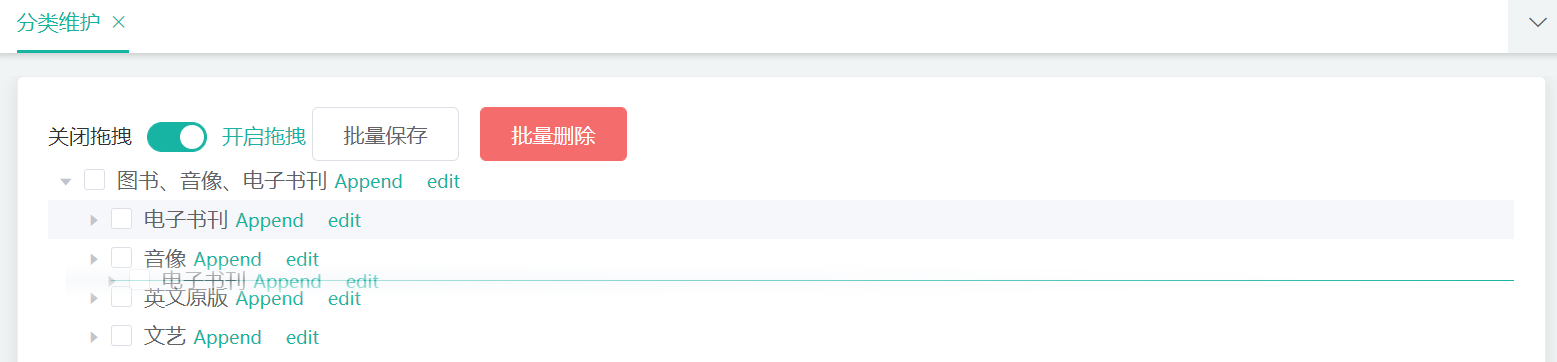 分类维护
关闭拖拽 开启拖拽 批量保存 批量删除
图书、音像、电子书刊 Append edit
电子书刊 Append edit
音像 Append edit
电子书刊 Append edit
英文原版 Append edit
文艺 Append edit